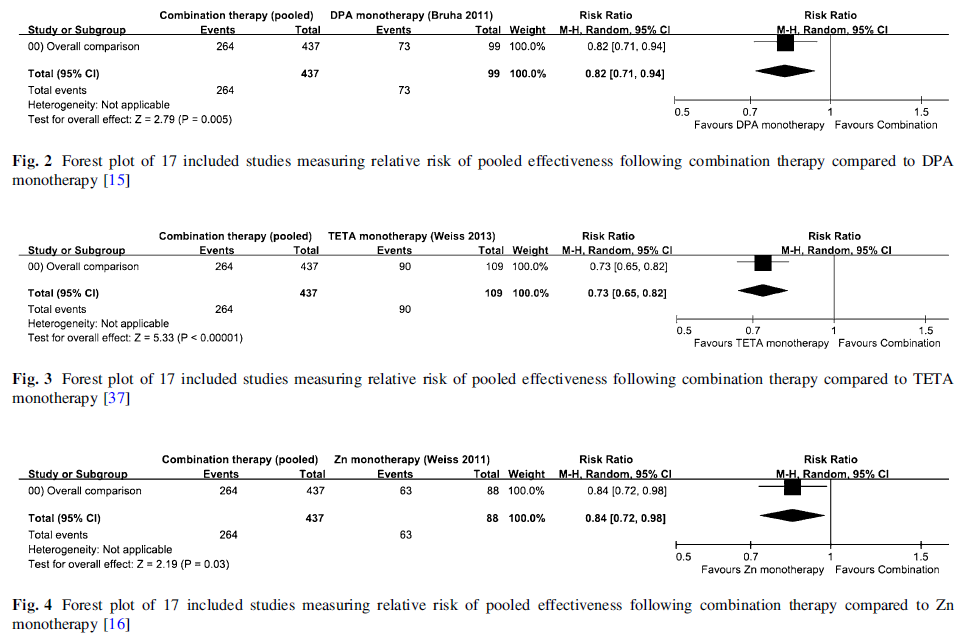 Combination therapy (pooled) DPA monotherapy (Bruha 2011) Risk Ratio Risk Ratio
Study or Subgroup Events Total Events Total Weight M-H, Random, 95% CI M-H, Random, 95% CI
00) Overall comparison 264 437 73 99 100.0% 0.82 [0.71, 0.94]
Total (95% CI) 437 99 100.0% 0.82 [0.71, 0.94]
Total events 264 73
Heterogeneity: Not applicable
Test for overall effect: Z = 2.79 (P = 0.005)
0.5 0.7 1 1.5
Favours DPA monotherapy Favours Combination
Fig. 2 Forest plot of 17 included studies measuring relative risk of pooled effectiveness following combination therapy compared to DPA
monotherapy [15]
Combination therapy (pooled) TETA monotherapy (Weiss 2013) Risk Ratio Risk Ratio
Study or Subgroup Events Total Events Total Weight M-H, Random, 95% CI M-H, Random, 95% CI
00) Overall comparison 264 437 90 109 100.0% 0.73 [0.65, 0.82]
Total (95% CI) 437 109 100.0% 0.73 [0.65, 0.82]
Total events 264 90
Heterogeneity: Not applicable
Test for overall effect: Z = 5.33 (P < 0.00001)
0.5 0.7 1 1.5
Favours TETA monotherapy Favours Combination
Fig. 3 Forest plot of 17 included studies measuring relative risk of pooled effectiveness following combination therapy compared to TETA
monotherapy [37]
Combination therapy (pooled) Zn monotherapy (Weiss 2011) Risk Ratio Risk Ratio
Study or Subgroup Events Total Events Total Weight M-H, Random, 95% CI M-H, Random, 95% CI
00) Overall comparison 264 437 63 88 100.0% 0.84 [0.72, 0.98]
Total (95% CI) 437 88 100.0% 0.84 [0.72, 0.98]
Total events 264 63
Heterogeneity: Not applicable
Test for overall effect: Z = 2.19 (P = 0.03)
0.5 0.7 1 1.5
Favours Zn monotherapy Favours Combination
Fig. 4 Forest plot of 17 included studies measuring relative risk of pooled effectiveness following combination therapy compared to Zn
monotherapy [16]